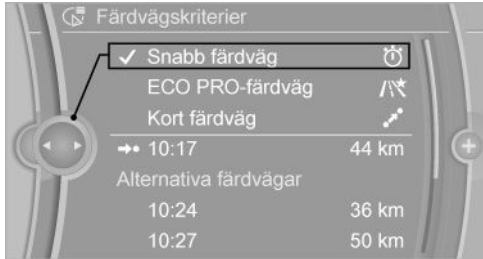 Färdvägskriterier
Snabb färdväg
ECO PRO-färdväg
Kort färdväg
10:17 44 km
Alternativa färdvägar
10:24 36 km
10:27 50 km